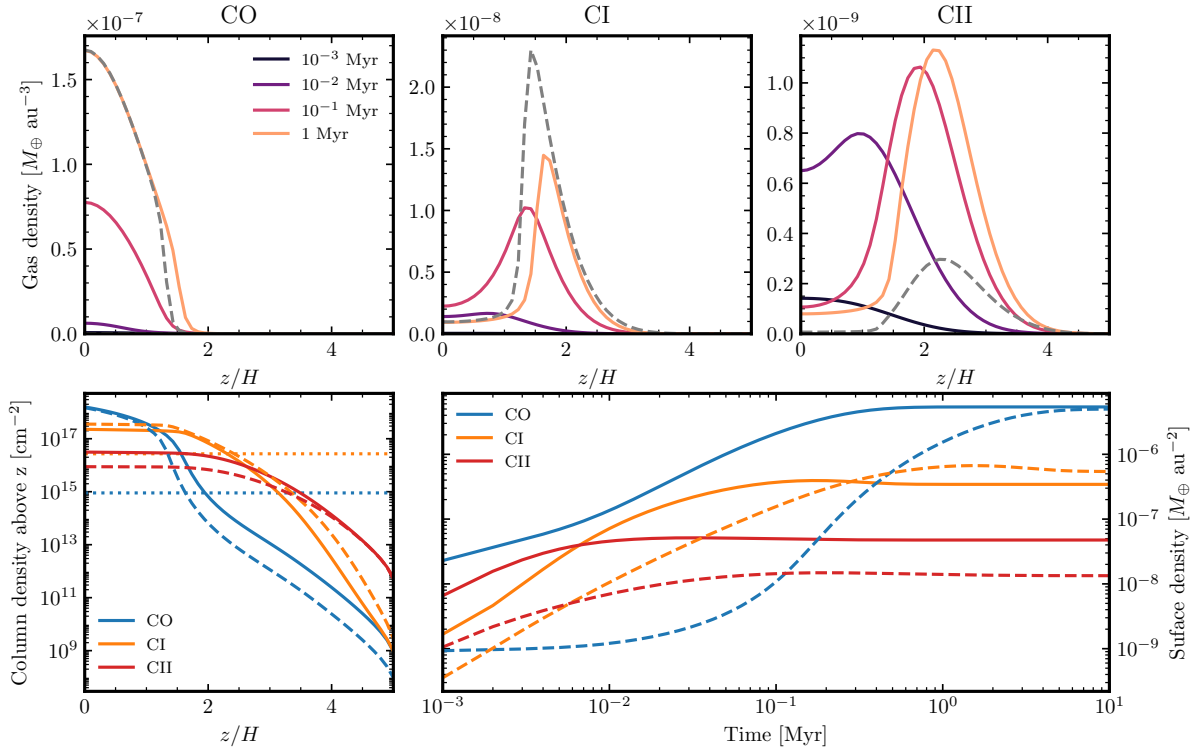 CO
CI
CII
×10⁻⁷
×10⁻⁸
×10⁻⁹
Gas density [M⊕ au⁻³]
1.5
1.0
0.5
0.0
10⁻³ Myr
10⁻² Myr
10⁻¹ Myr
1 Myr
0
2
4
z/H
2.0
1.5
1.0
0.5
0.0
0
2
4
z/H
1.0
0.8
0.6
0.4
0.2
0.0
0
2
4
z/H
Column density above z [cm⁻²]
10¹⁷
10¹⁵
10¹³
10¹¹
10⁹
CO
CI
CII
0
2
4
z/H
CO
CI
CII
10⁻³
10⁻²
10⁻¹
10⁰
10¹
Time [Myr]
10⁻⁶
10⁻⁷
10⁻⁸
10⁻⁹
Suface density [M⊕ au⁻²]